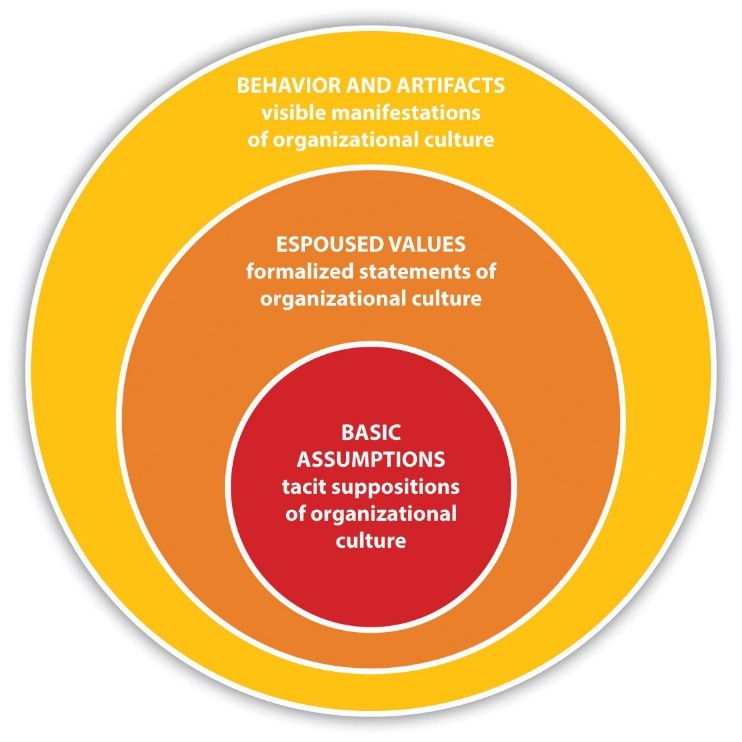 BEHAVIOR AND ARTIFACTS
visible manifestations
of organizational culture
ESPOUSED VALUES
formalized statements of
organizational culture
BASIC
ASSUMPTIONS
tacit suppositions
of organizational
culture